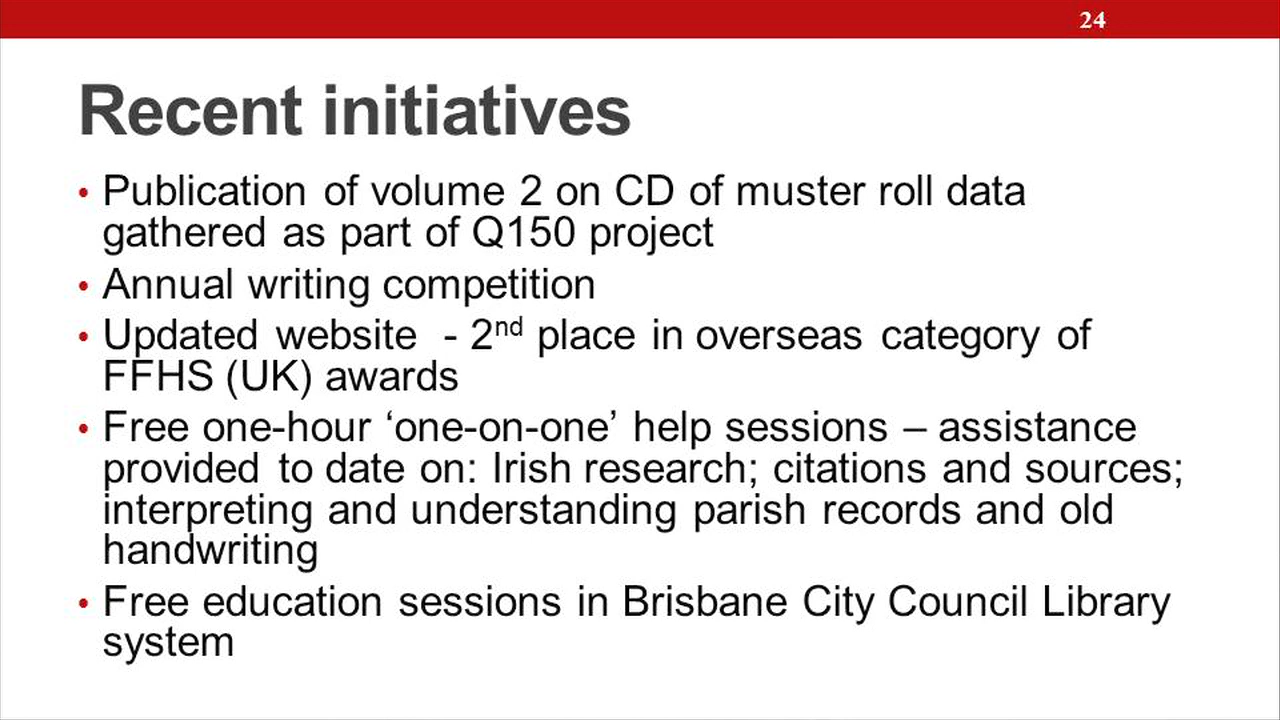 24
Recent initiatives
• Publication of volume 2 on CD of muster roll data
gathered as part of Q150 project
• Annual writing competition
• Updated website - 2nd place in overseas category of
FFHS (UK) awards
• Free one-hour ‘one-on-one’ help sessions – assistance
provided to date on: Irish research; citations and sources;
interpreting and understanding parish records and old
handwriting
• Free education sessions in Brisbane City Council Library
system